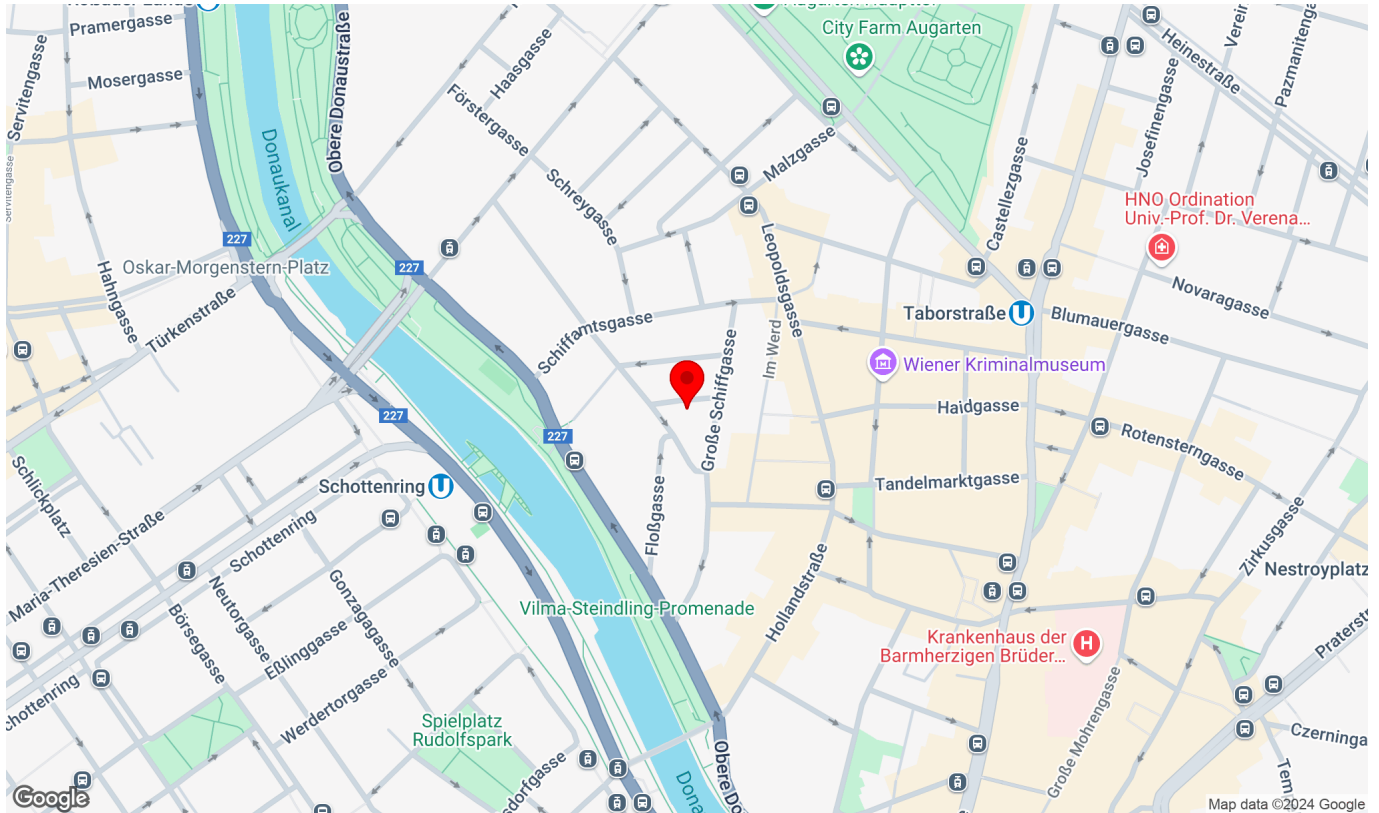 Pramergasse
Mosergasse
Servitengasse
Servitengasse
Haasgasse
Obere Donaustraße
Donaukanal
Förstergasse
Schreygasse
City Farm Augarten
Malzgasse
Heinestraße
Josefinengasse
Castellezgasse
HNO Ordination
Univ.-Prof. Dr. Verena...
Leopoldsgasse
227
Oskar-Morgenstern-Platz
227
Hahngasse
Türkenstraße
Schiffamtsgasse
Novaragasse
Taborstraße
U
Blumauergasse
Im Werd
Große Schiffgasse
Wiener Kriminalmuseum
227
227
Haidgasse
Rotensterngasse
Schlickplatz
Schottenring
U
Floßgasse
Tandelmarktgasse
Zirkusgasse
Maria-Theresien-Straße
Schottenring
Nestroyplatz
Neutorgasse
Börsegasse
Gonzagagasse
Eßlinggasse
Werdertorgasse
Vilma-Steindling-Promenade
Hollandstraße
Krankenhaus der
Barmherzigen Brüder...
H
Große Mohrengasse
Spielplatz
Rudolfspark
Google
Map data ©2024 Google